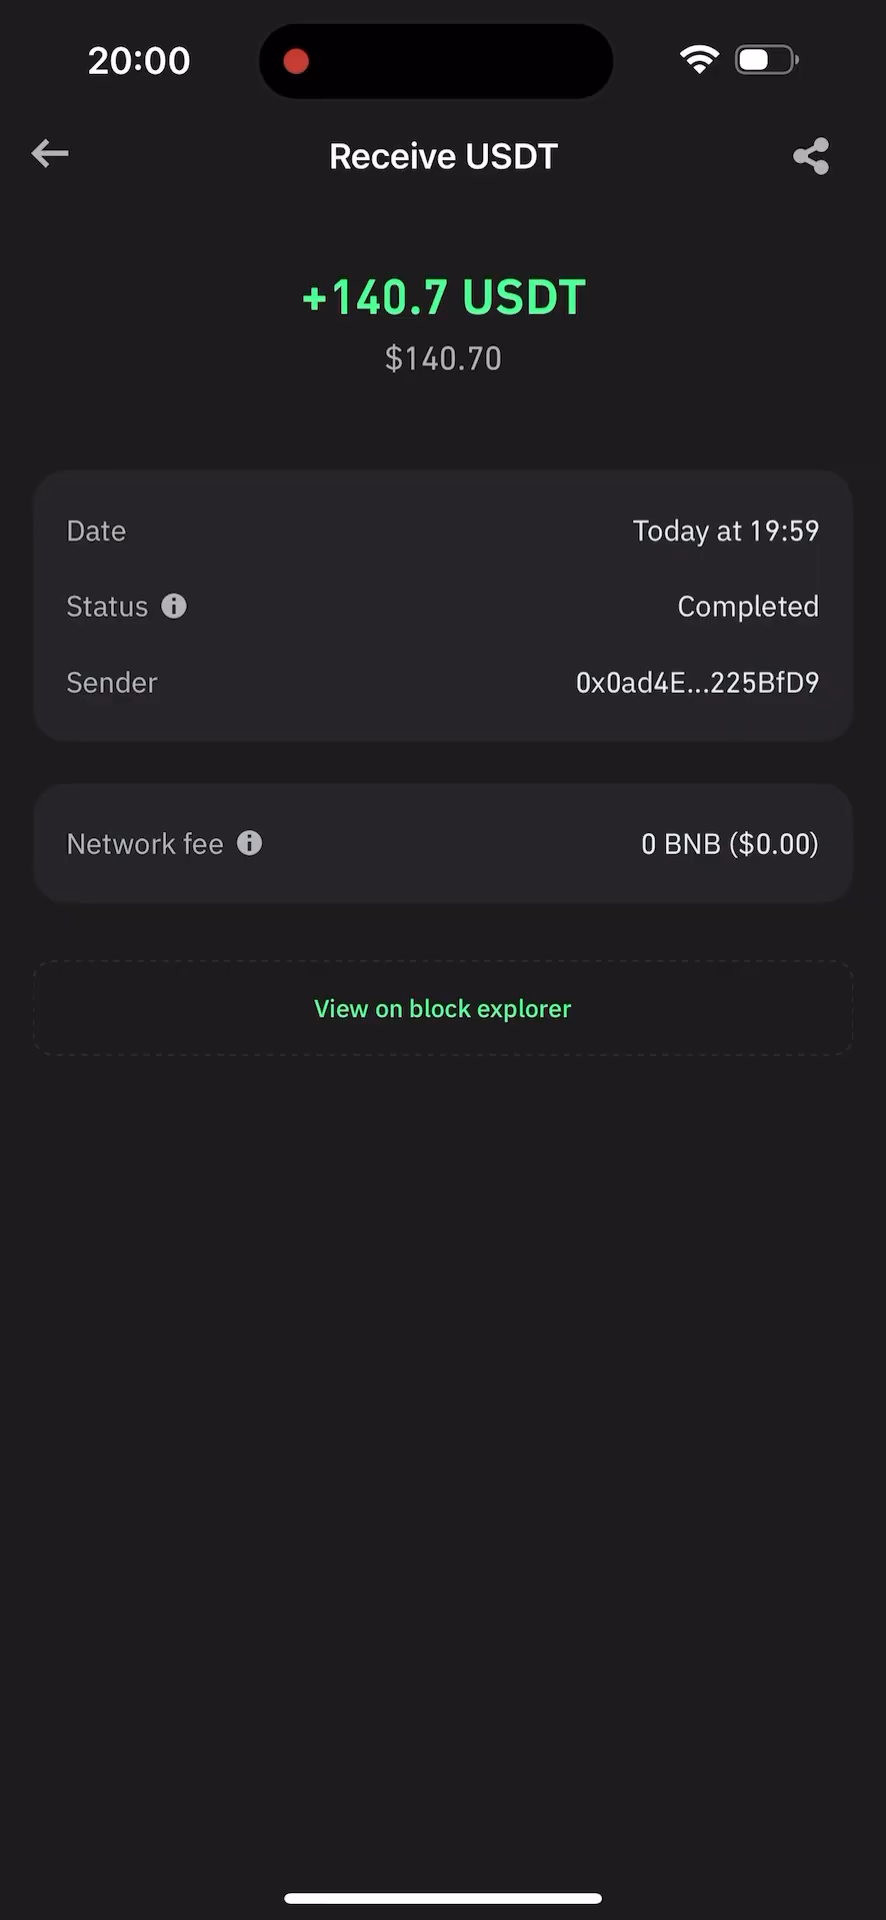 20:00
Receive USDT
+140.7 USDT
$140.70
Date Today at 19:59
Status Completed
Sender 0x0ad4E...225BfD9
Network fee 0 BNB ($0.00)
View on block explorer